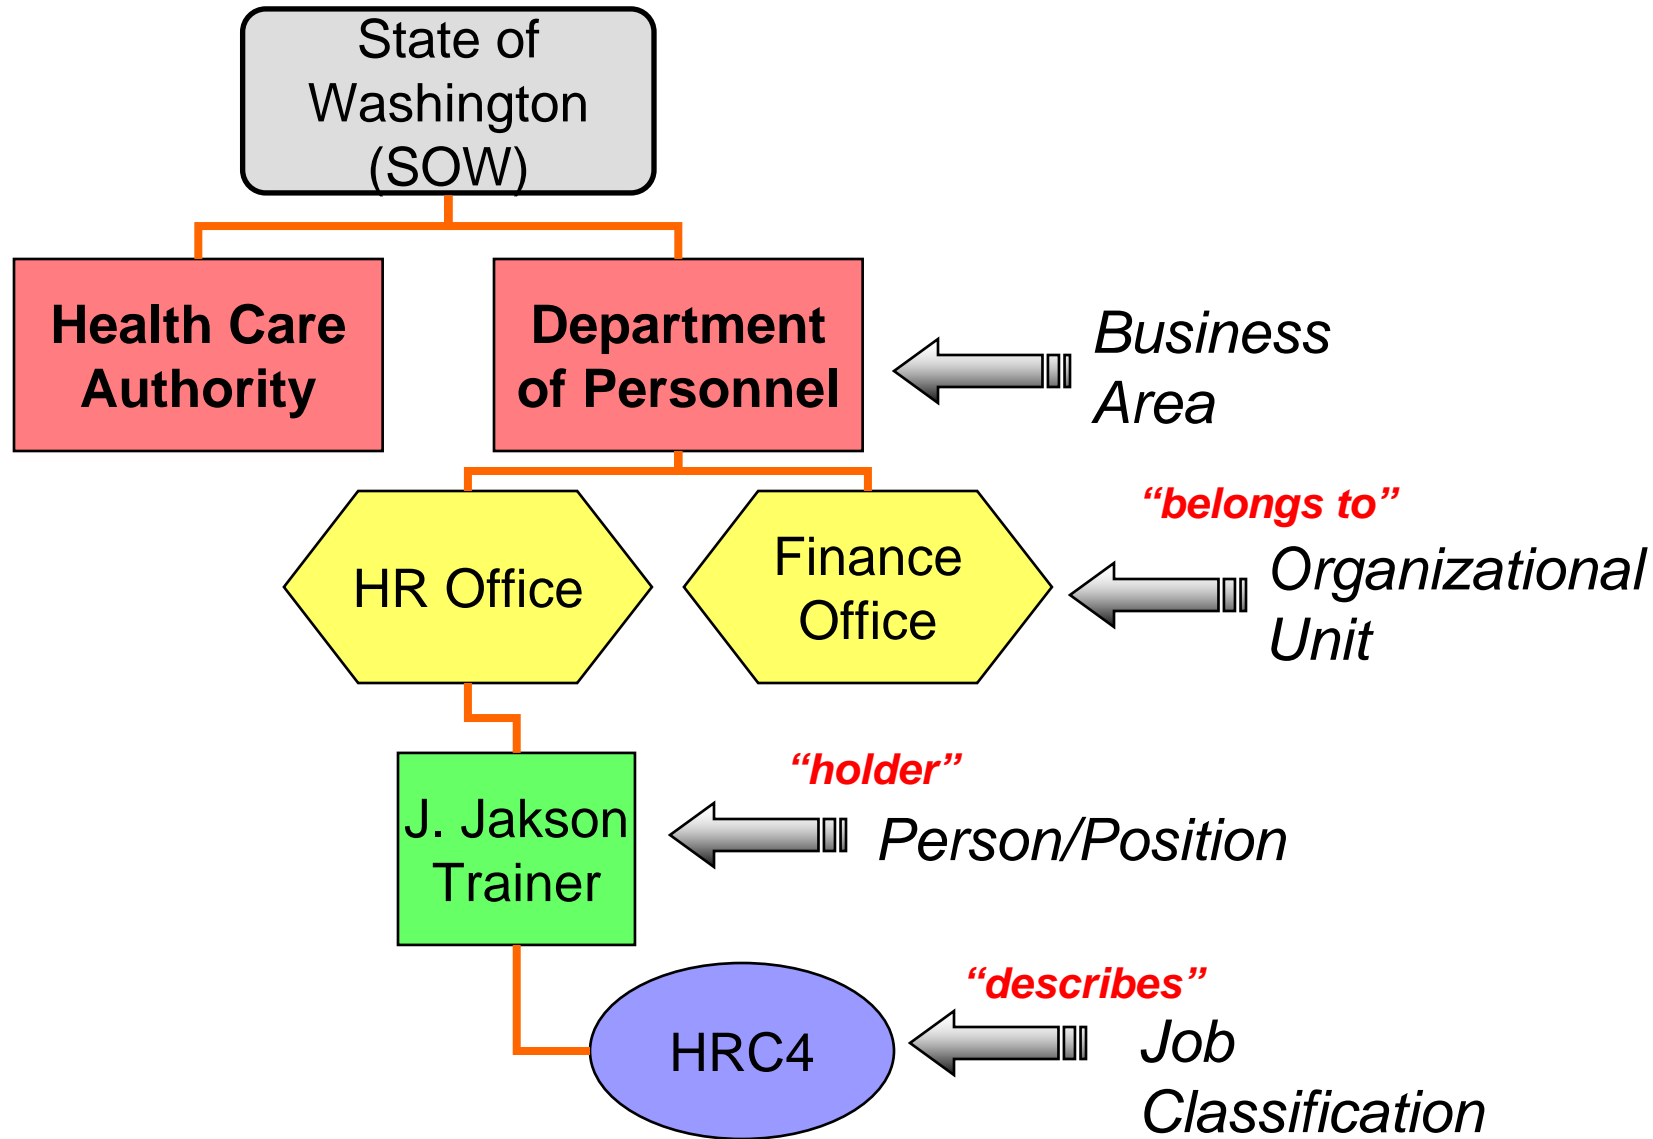 State of
Washington
(SOW)
Health Care
Authority
Department
of Personnel
Business
Area
HR Office
Finance
Office
“belongs to”
Organizational
Unit
J. Jakson
Trainer
“holder”
Person/Position
HRC4
“describes”
Job
Classification